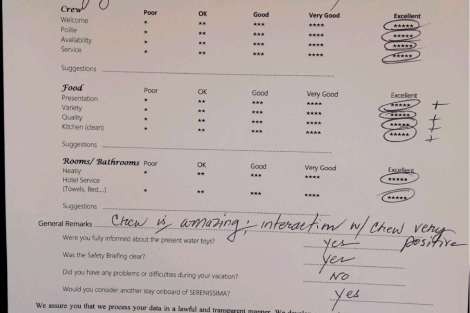 Crew Poor OK Good Very Good Excellent
Welcome * ** *** **** *****
Polite * ** *** **** *****
Availability * ** *** **** *****
Service * ** *** **** *****
Suggestions
Food Poor OK Good Very Good Excellent
Presentation * ** *** **** ***** +
Variety * ** *** **** ***** +
Quality * ** *** **** ***** +
Kitchen (clean) * ** *** **** ***** +
Suggestions
Rooms/ Bathrooms Poor OK Good Very Good Excellent
Neatly * ** *** **** *****
Hotel Service
(Towels, Bed...) * ** *** **** *****
Suggestions
General Remarks Crew is amazing; interaction w/ crew very positive
Were you fully informed about the present water toys? Yes
Was the Safety Briefing clear? Yes
Did you have any problems or difficulties during your vacation? NO
Would you consider another stay onboard of SERENISSIMA? Yes
We assure you that we process your data in a lawful and transparent manner. We